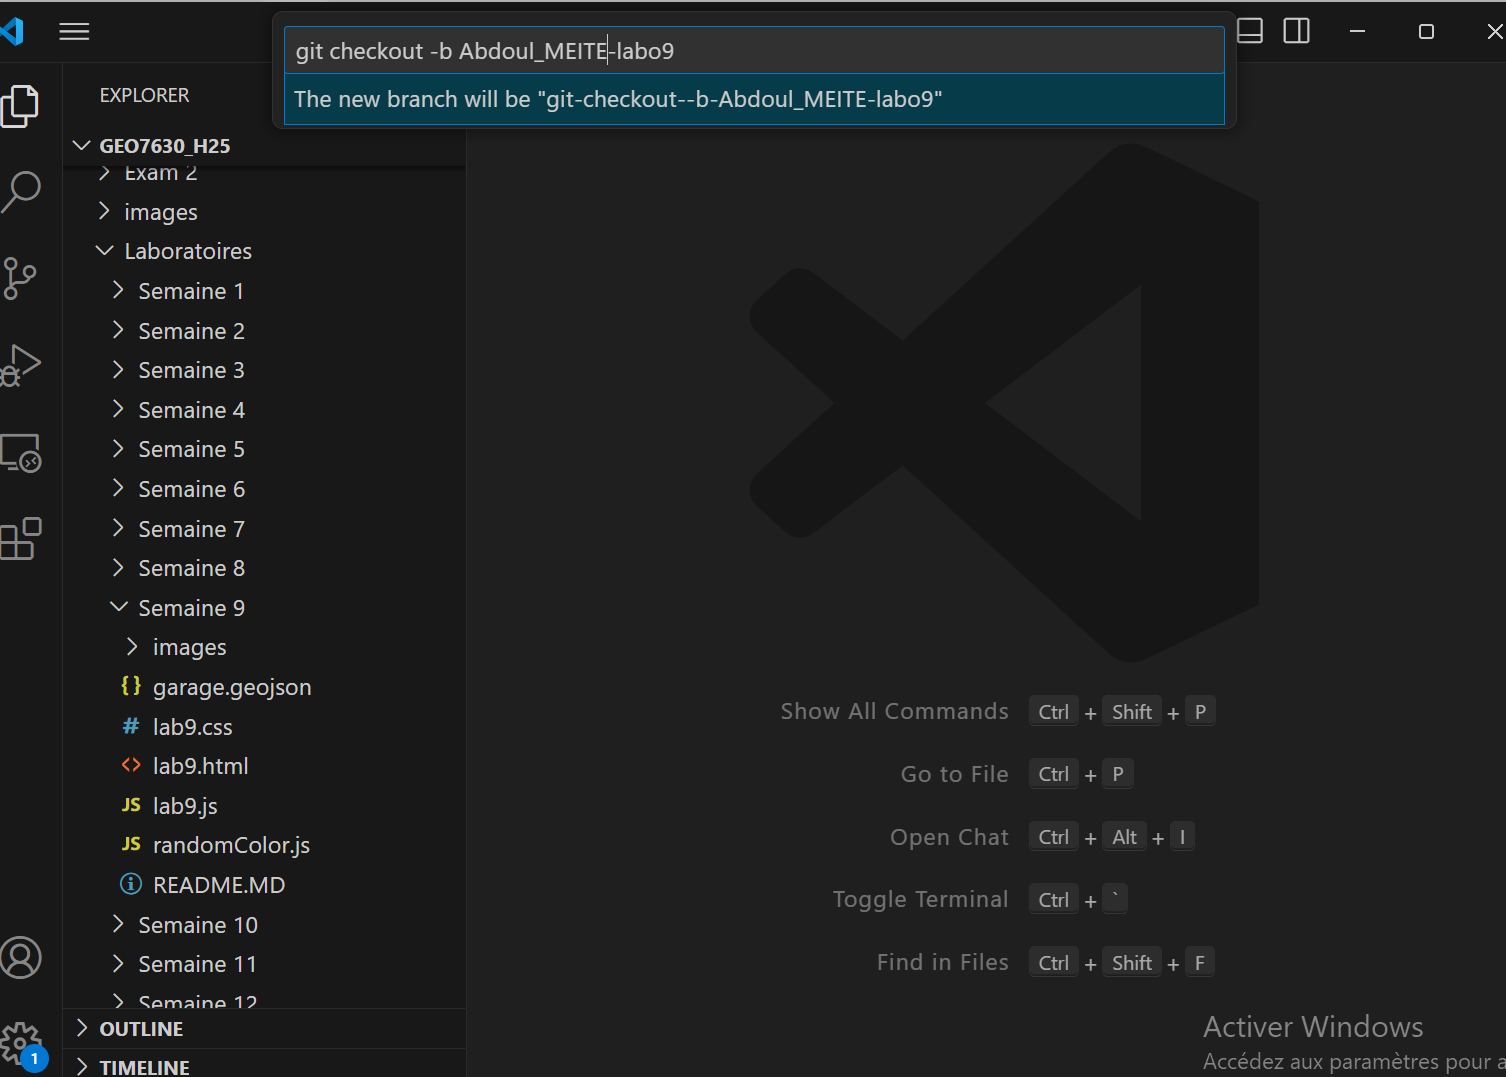 git checkout -b Abdoul_MEITE-labo9
The new branch will be "git-checkout--b-Abdoul_MEITE-labo9"
EXPLORER
GEO7630_H25
Exam 2
images
Laboratoires
Semaine 1
Semaine 2
Semaine 3
Semaine 4
Semaine 5
Semaine 6
Semaine 7
Semaine 8
Semaine 9
images
{} garage.geojson
# lab9.css
<> lab9.html
JS lab9.js
JS randomColor.js
README.MD
Semaine 10
Semaine 11
Semaine 12
OUTLINE
TIMELINE
1
Show All Commands Ctrl + Shift + P
Go to File Ctrl + P
Open Chat Ctrl + Alt + I
Toggle Terminal Ctrl + `
Find in Files Ctrl + Shift + F
Activer Windows
Accédez aux paramètres pour a